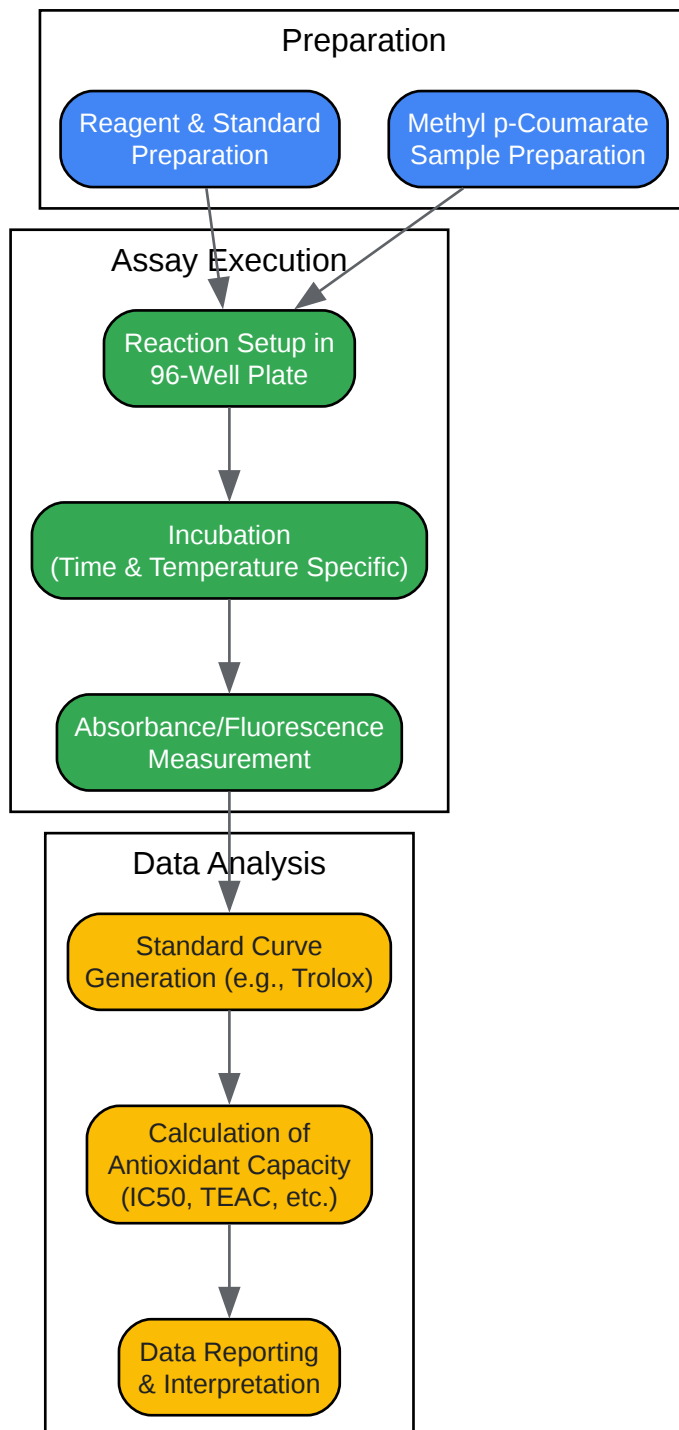 Preparation
Reagent & Standard
Preparation
Methyl p-Coumarate
Sample Preparation
Assay Execution
Reaction Setup in
96-Well Plate
Incubation
(Time & Temperature Specific)
Absorbance/Fluorescence
Measurement
Data Analysis
Standard Curve
Generation (e.g., Trolox)
Calculation of
Antioxidant Capacity
(IC50, TEAC, etc.)
Data Reporting
& Interpretation